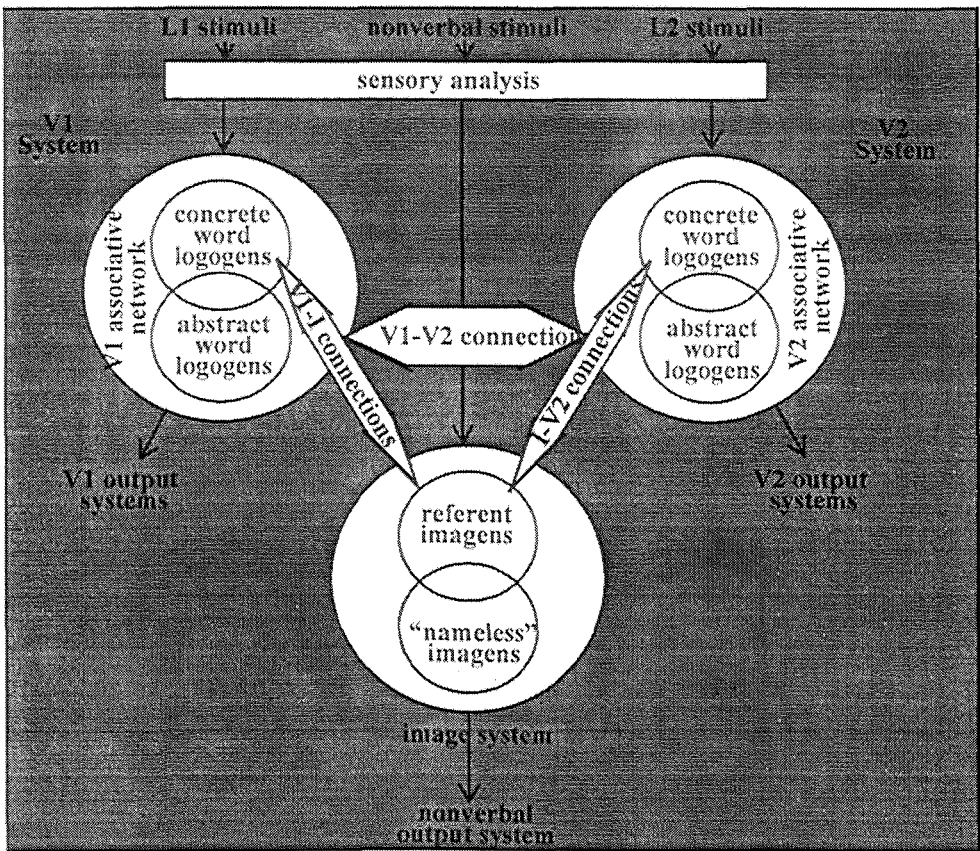 L1 stimuli
nonverbal stimuli
L2 stimuli
sensory analysis
V1
System
V2
System
V1 associative
network
concrete
word
logogens
abstract
word
logogens
V1-I connections
V1-V2 connection
I-V2 connections
concrete
word
logogens
abstract
word
logogens
V2 associative
network
V1 output
systems
V2 output
systems
referent
imagens
“nameless”
imagens
image system
nonverbal
output system